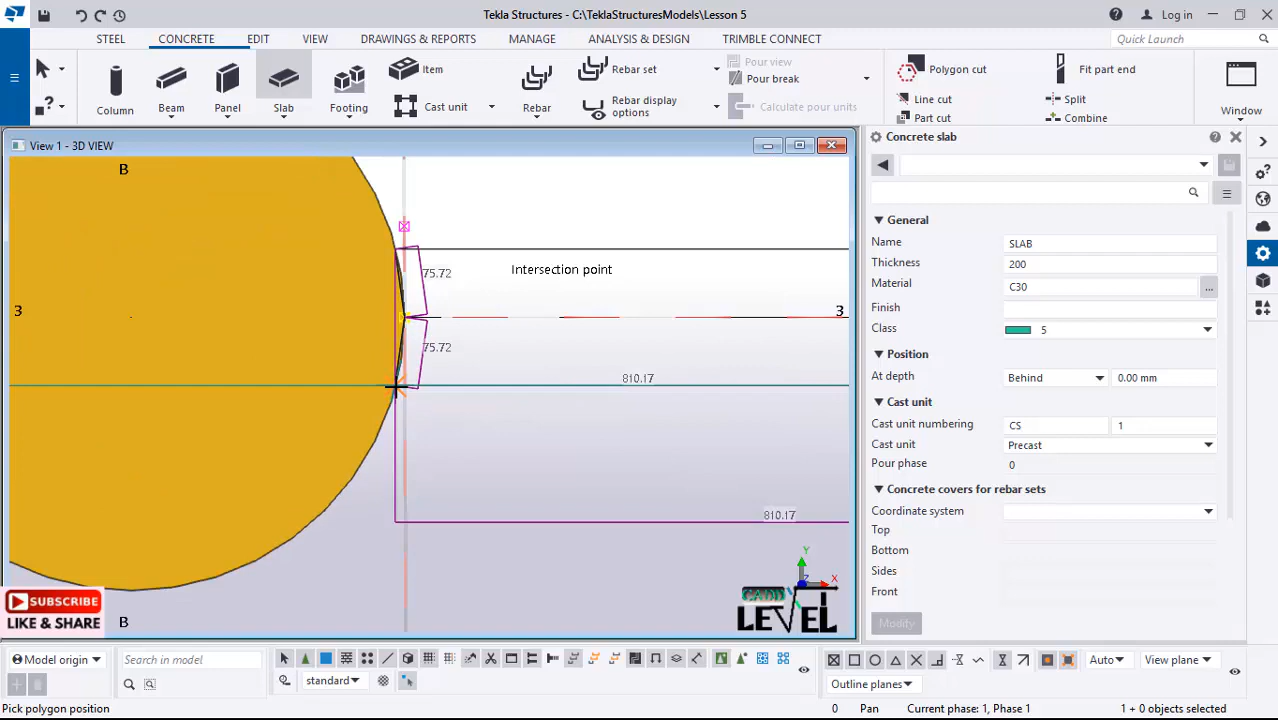 Tekla Structures - C:\TeklaStructuresModels\Lesson 5
Log in
STEEL CONCRETE EDIT VIEW DRAWINGS & REPORTS MANAGE ANALYSIS & DESIGN TRIMBLE CONNECT Quick Launch
Column
Beam
Panel
Slab
Footing
Item
Cast unit
Rebar
Rebar set
Rebar display options
Pour view
Pour break
Calculate pour units
Polygon cut
Line cut
Part cut
Fit part end
Split
Combine
Window
View 1 - 3D VIEW
B
75.72
Intersection point
3
3
75.72
810.17
810.17
Y
X
Z
B
SUBSCRIBE
LIKE & SHARE
CADD
LEVEL
Concrete slab
General
Name SLAB
Thickness 200
Material C30 ...
Finish
Class 5
Position
At depth Behind 0.00 mm
Cast unit
Cast unit numbering CS 1
Cast unit Precast
Pour phase 0
Concrete covers for rebar sets
Coordinate system
Top
Bottom
Sides
Front
Modify
Model origin
Search in model
standard
Auto
View plane
Outline planes
Pick polygon position 0 Pan Current phase: 1, Phase 1 1 + 0 objects selected